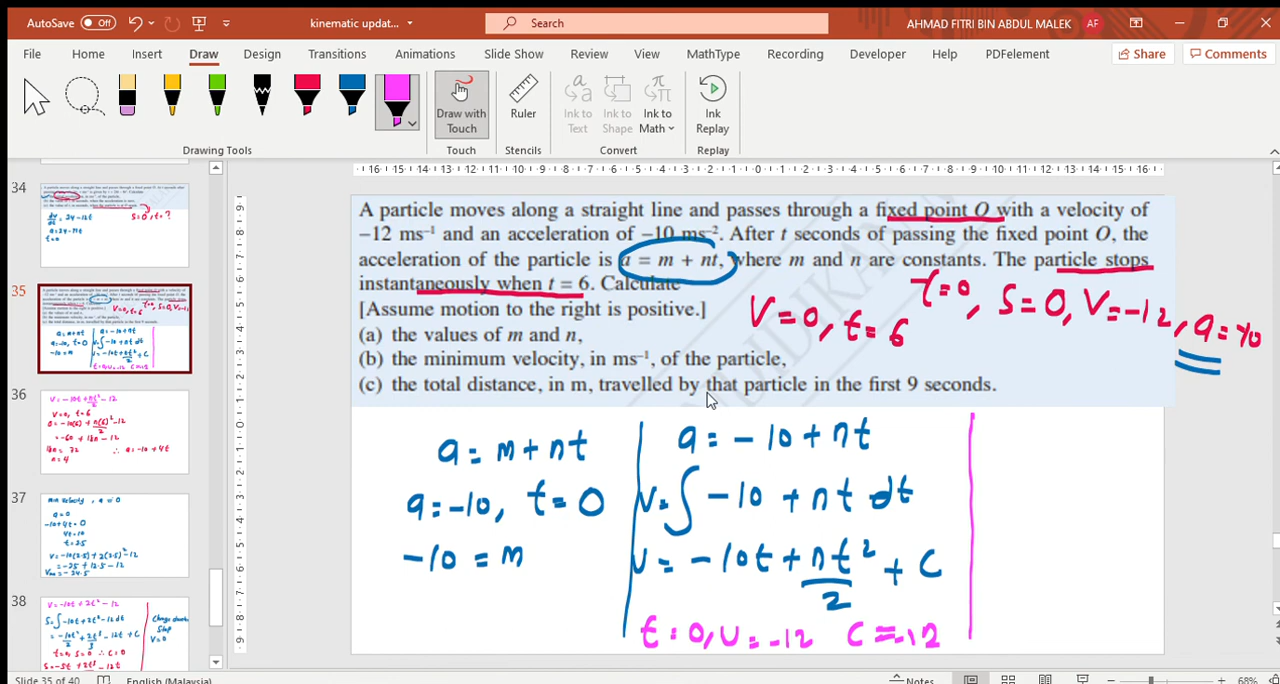 AutoSave Off kinematic updat... Search AHMAD FITRI BIN ABDUL MALEK AF
File Home Insert Draw Design Transitions Animations Slide Show Review View MathType Recording Developer Help PDFelement Share Comments
Draw with Touch
Ruler
Ink to Text
Ink to Shape
Ink to Math
Ink Replay
Drawing Tools Touch Stencils Convert Replay
34
35
36
37
38
A particle moves along a straight line and passes through a fixed point O with a velocity of
−12 ms⁻¹ and an acceleration of −10 ms⁻². After t seconds of passing the fixed point O, the
acceleration of the particle is a = m + nt, where m and n are constants. The particle stops
instantaneously when t = 6. Calculate
[Assume motion to the right is positive.]
(a) the values of m and n,
(b) the minimum velocity, in ms⁻¹, of the particle,
(c) the total distance, in m, travelled by that particle in the first 9 seconds.
V=0, t=6
t=0, S=0, V=-12, a=-10
a = m + nt
a = -10, t = 0
-10 = m
a = -10 + nt
v = ∫ -10 + nt dt
v = -10t + nt²/2 + c
t=0, v=-12 c=-12
Slide 35 of 40 English (Malaysia) Notes 68%